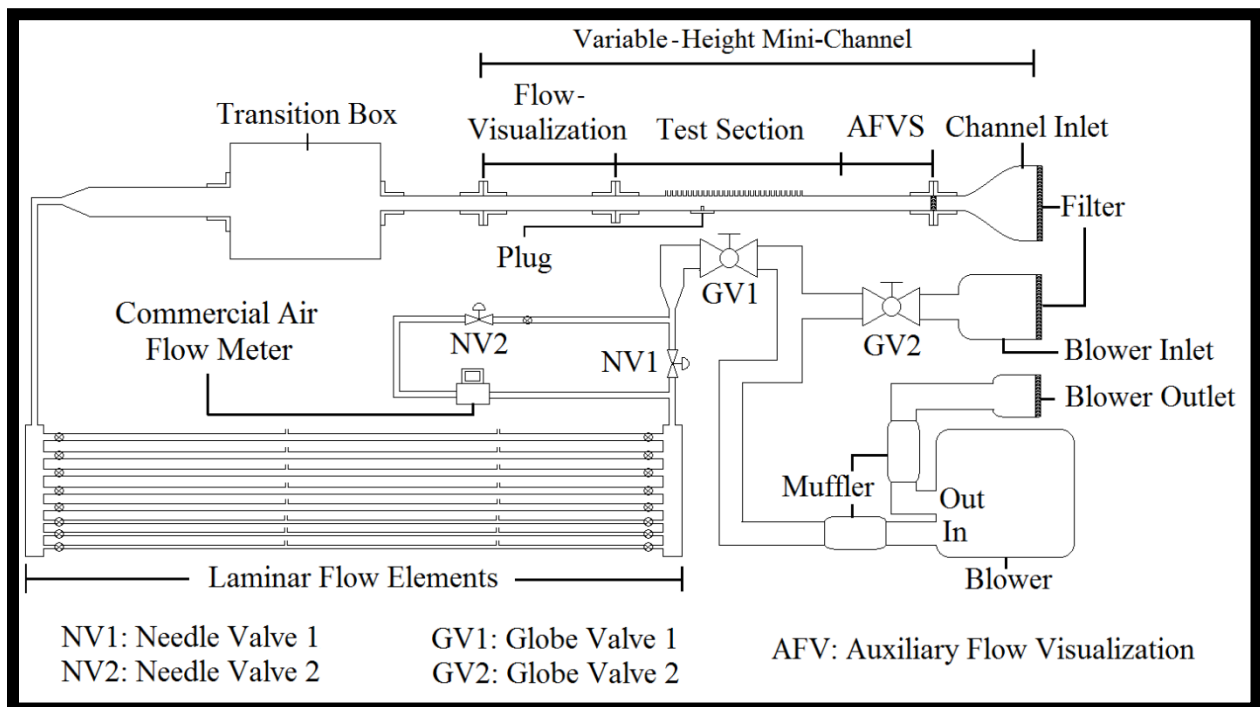 Variable-Height Mini-Channel
Flow-
Visualization
Test Section
AFVS
Channel Inlet
Transition Box
Filter
Plug
GV1
GV2
Commercial Air
Flow Meter
NV2
NV1
Blower Inlet
Blower Outlet
Muffler
Out
In
Blower
Laminar Flow Elements
NV1: Needle Valve 1
NV2: Needle Valve 2
GV1: Globe Valve 1
GV2: Globe Valve 2
AFV: Auxiliary Flow Visualization